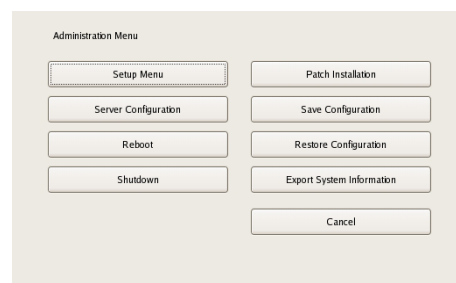 Administration Menu
Setup Menu
Patch Installation
Server Configuration
Save Configuration
Reboot
Restore Configuration
Shutdown
Export System Information
Cancel